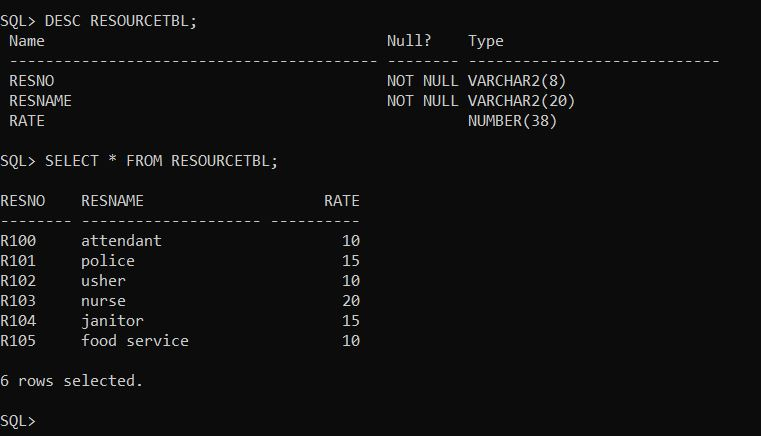 SQL> DESC RESOURCETBL;
 Name                                      Null?    Type
 ----------------------------------------- -------- ----------------------------
 RESNO                                     NOT NULL VARCHAR2(8)
 RESNAME                                   NOT NULL VARCHAR2(20)
 RATE                                               NUMBER(38)

SQL> SELECT * FROM RESOURCETBL;

RESNO    RESNAME                    RATE
-------- -------------------- ----------
R100     attendant                    10
R101     police                       15
R102     usher                        10
R103     nurse                        20
R104     janitor                      15
R105     food service                 10

6 rows selected.

SQL>